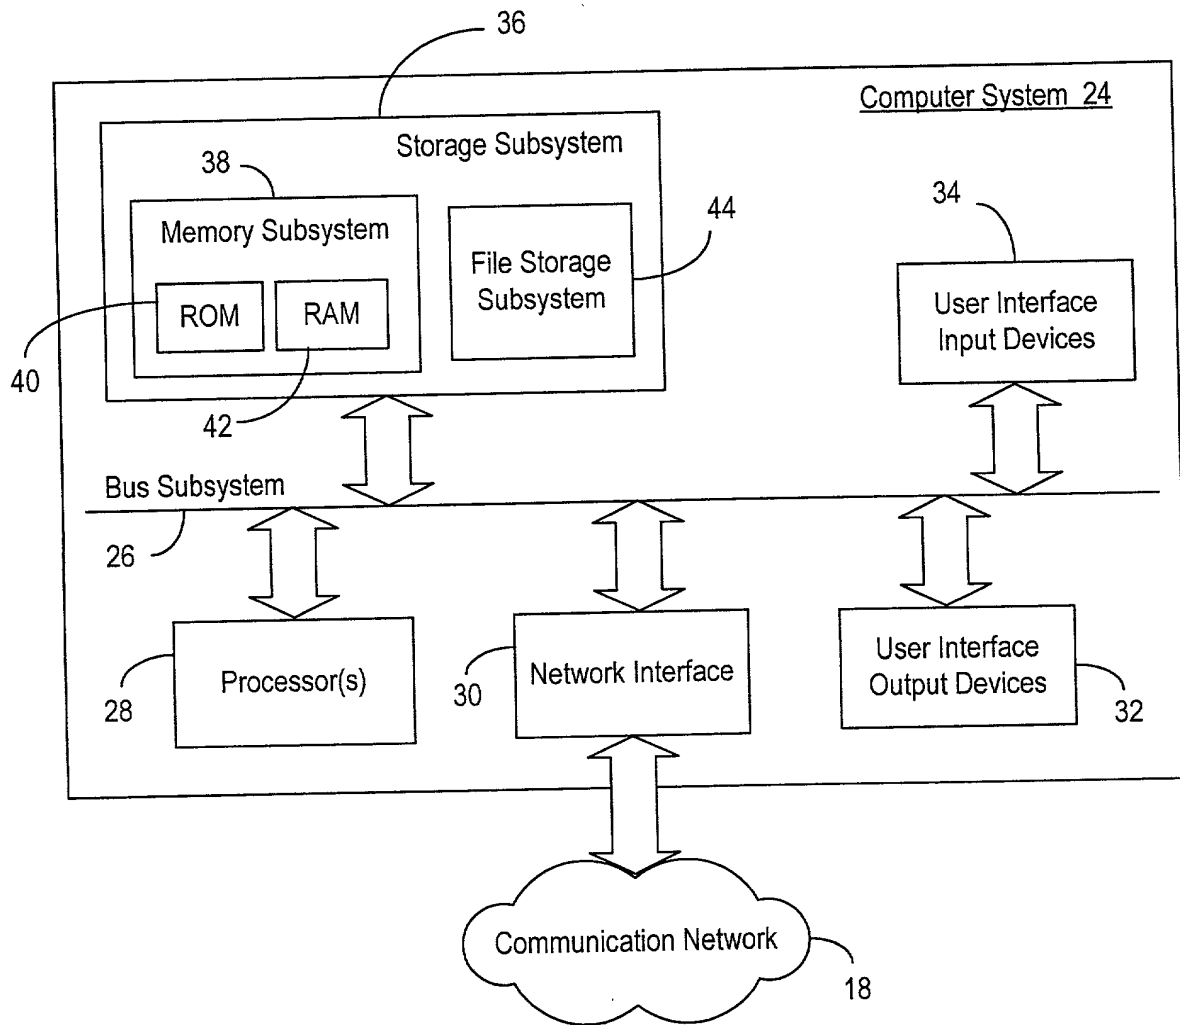 36
Computer System 24
Storage Subsystem
38
Memory Subsystem
ROM
RAM
40
42
File Storage
Subsystem
44
34
User Interface
Input Devices
Bus Subsystem
26
Processor(s)
28
Network Interface
30
User Interface
Output Devices
32
Communication Network
18